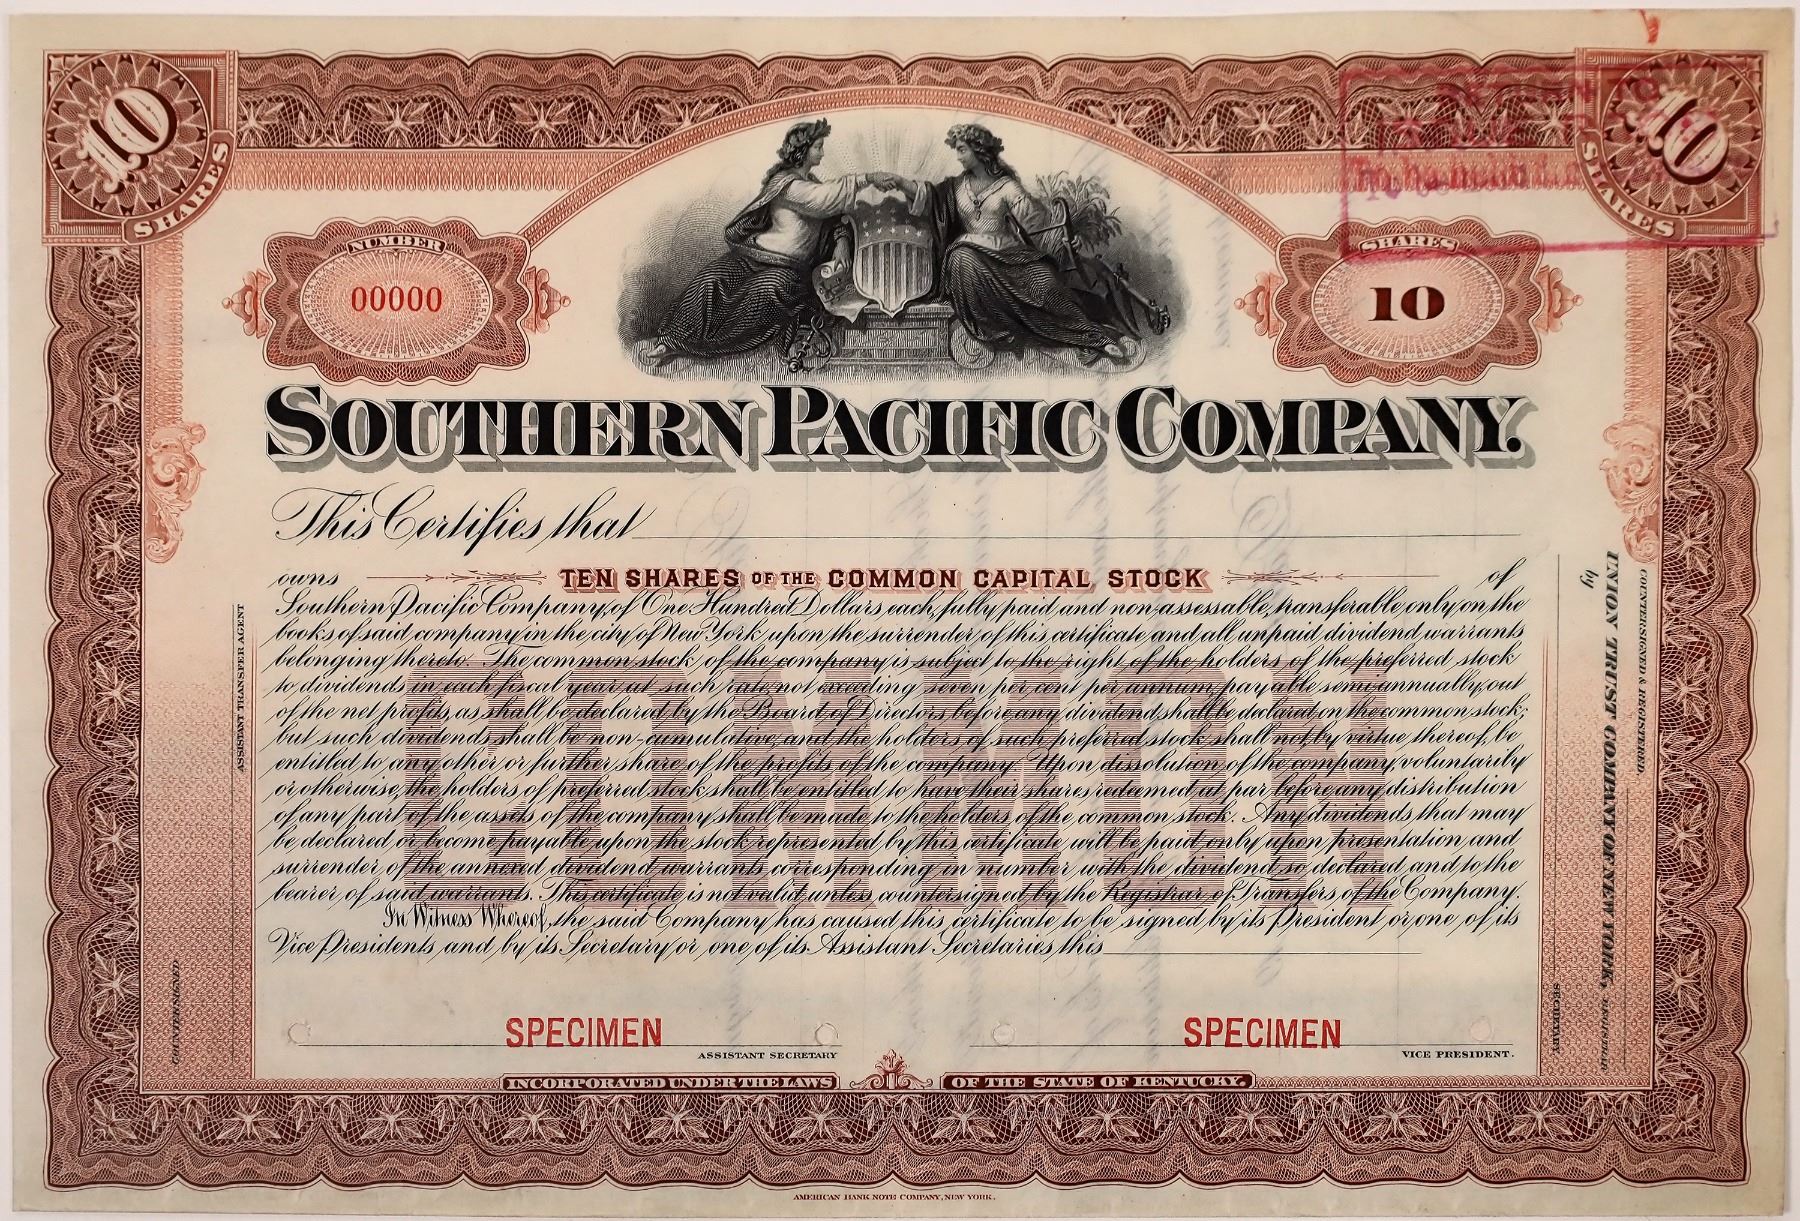 10 SHARES
10 SHARES
RETURN TO
NUMBER
00000
SHARES
10
SOUTHERN PACIFIC COMPANY.
This Certifies that
owns TEN SHARES OF THE COMMON CAPITAL STOCK of
Southern Pacific Company, of One Hundred Dollars each, fully paid and non-assessable, transferable only on the
books of said company in the city of New York upon the surrender of this certificate and all unpaid dividend warrants
belonging thereto. The common stock of the company is subject to the right of the holders of the preferred stock
to dividends in each fiscal year at such rate, not exceeding seven per cent per annum, payable semi-annually, out
of the net profits, as shall be declared by the Board of Directors before any dividend shall be declared on the common stock;
but such dividends shall be non-cumulative, and the holders of such preferred stock shall not, by virtue thereof, be
entitled to any other or further share of the profits of the company. Upon dissolution of the company, voluntarily
or otherwise, the holders of preferred stock shall be entitled to have their shares redeemed at par before any distribution
of any part of the assets of the company shall be made to the holders of the common stock. Any dividends that may
be declared or become payable upon the stock represented by this certificate will be paid only upon presentation and
surrender of the annexed dividend warrants corresponding in number with the dividend so declared and to the
bearer of said warrants. This certificate is not valid unless countersigned by the Registrar of Transfers of the Company.
In Witness Whereof, the said Company has caused this certificate to be signed by its President or one of its
Vice Presidents and by its Secretary or one of its Assistant Secretaries this
COMMON
SPECIMEN
ASSISTANT SECRETARY
SPECIMEN
VICE PRESIDENT.
INCORPORATED UNDER THE LAWS OF THE STATE OF KENTUCKY.
COUNTERSIGNED
ASSISTANT TRANSFER AGENT
COUNTERSIGNED & REGISTERED.
UNION TRUST COMPANY OF NEW YORK, REGISTRAR
by
SECRETARY
AMERICAN BANK NOTE COMPANY, NEW YORK.